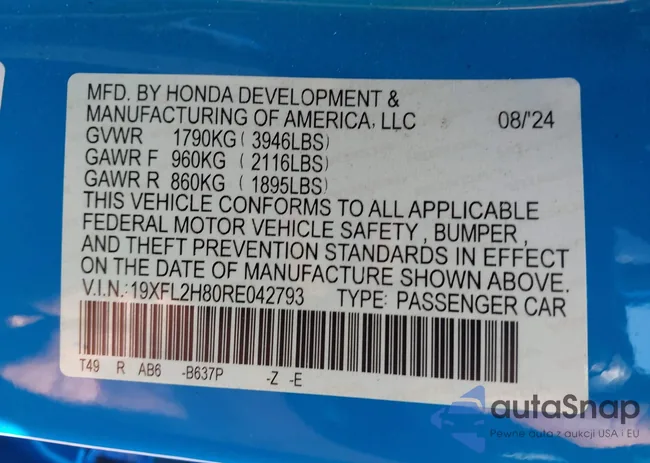 MFD. BY HONDA DEVELOPMENT &
MANUFACTURING OF AMERICA, LLC 08/'24
GVWR 1790KG ( 3946LBS)
GAWR F 960KG ( 2116LBS)
GAWR R 860KG ( 1895LBS)
THIS VEHICLE CONFORMS TO ALL APPLICABLE
FEDERAL MOTOR VEHICLE SAFETY , BUMPER ,
AND THEFT PREVENTION STANDARDS IN EFFECT
ON THE DATE OF MANUFACTURE SHOWN ABOVE.
V.I.N.:19XFL2H80RE042793 TYPE: PASSENGER CAR
T49 R AB6 -B637P -Z -E
autaSnap
Pewne auta z aukcji USA i EU